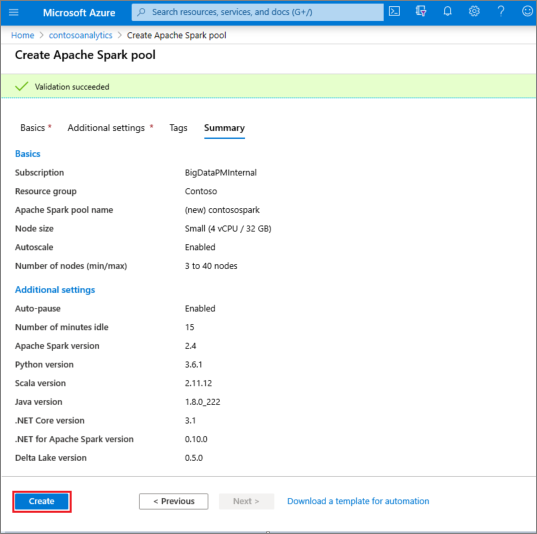 Microsoft Azure Search resources, services, and docs (G+/)
Home > contosoanalytics > Create Apache Spark pool
Create Apache Spark pool
Validation succeeded
Basics * Additional settings * Tags Summary
Basics
Subscription BigDataPMInternal
Resource group Contoso
Apache Spark pool name (new) contosospark
Node size Small (4 vCPU / 32 GB)
Autoscale Enabled
Number of nodes (min/max) 3 to 40 nodes
Additional settings
Auto-pause Enabled
Number of minutes idle 15
Apache Spark version 2.4
Python version 3.6.1
Scala version 2.11.12
Java version 1.8.0_222
.NET Core version 3.1
.NET for Apache Spark version 0.10.0
Delta Lake version 0.5.0
Create < Previous Next > Download a template for automation